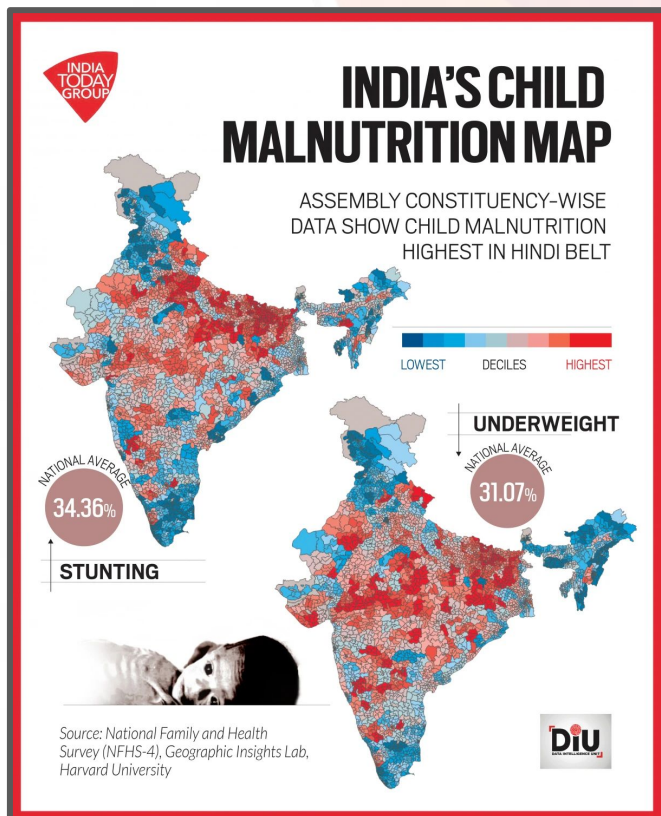 INDIA
TODAY
GROUP
INDIA'S CHILD
MALNUTRITION MAP
ASSEMBLY CONSTITUENCY-WISE
DATA SHOW CHILD MALNUTRITION
HIGHEST IN HINDI BELT
LOWEST DECILES HIGHEST
UNDERWEIGHT
NATIONAL AVERAGE
31.07%
NATIONAL AVERAGE
34.36%
STUNTING
Source: National Family and Health
Survey (NFHS-4), Geographic Insights Lab,
Harvard University
DiU
DATA INTELLIGENCE UNIT